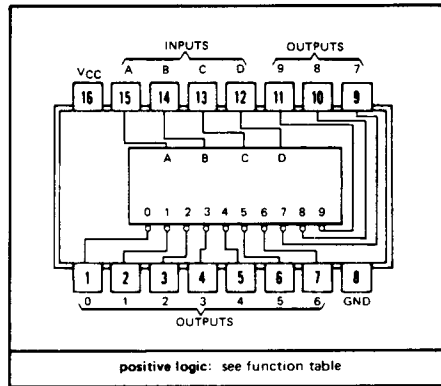 INPUTS OUTPUTS
VCC A B C D 9 8 7
16 15 14 13 12 11 10 9
A B C D
0 1 2 3 4 5 6 7 8 9
1 2 3 4 5 6 7 8
0 1 2 3 4 5 6 GND
OUTPUTS
positive logic: see function table